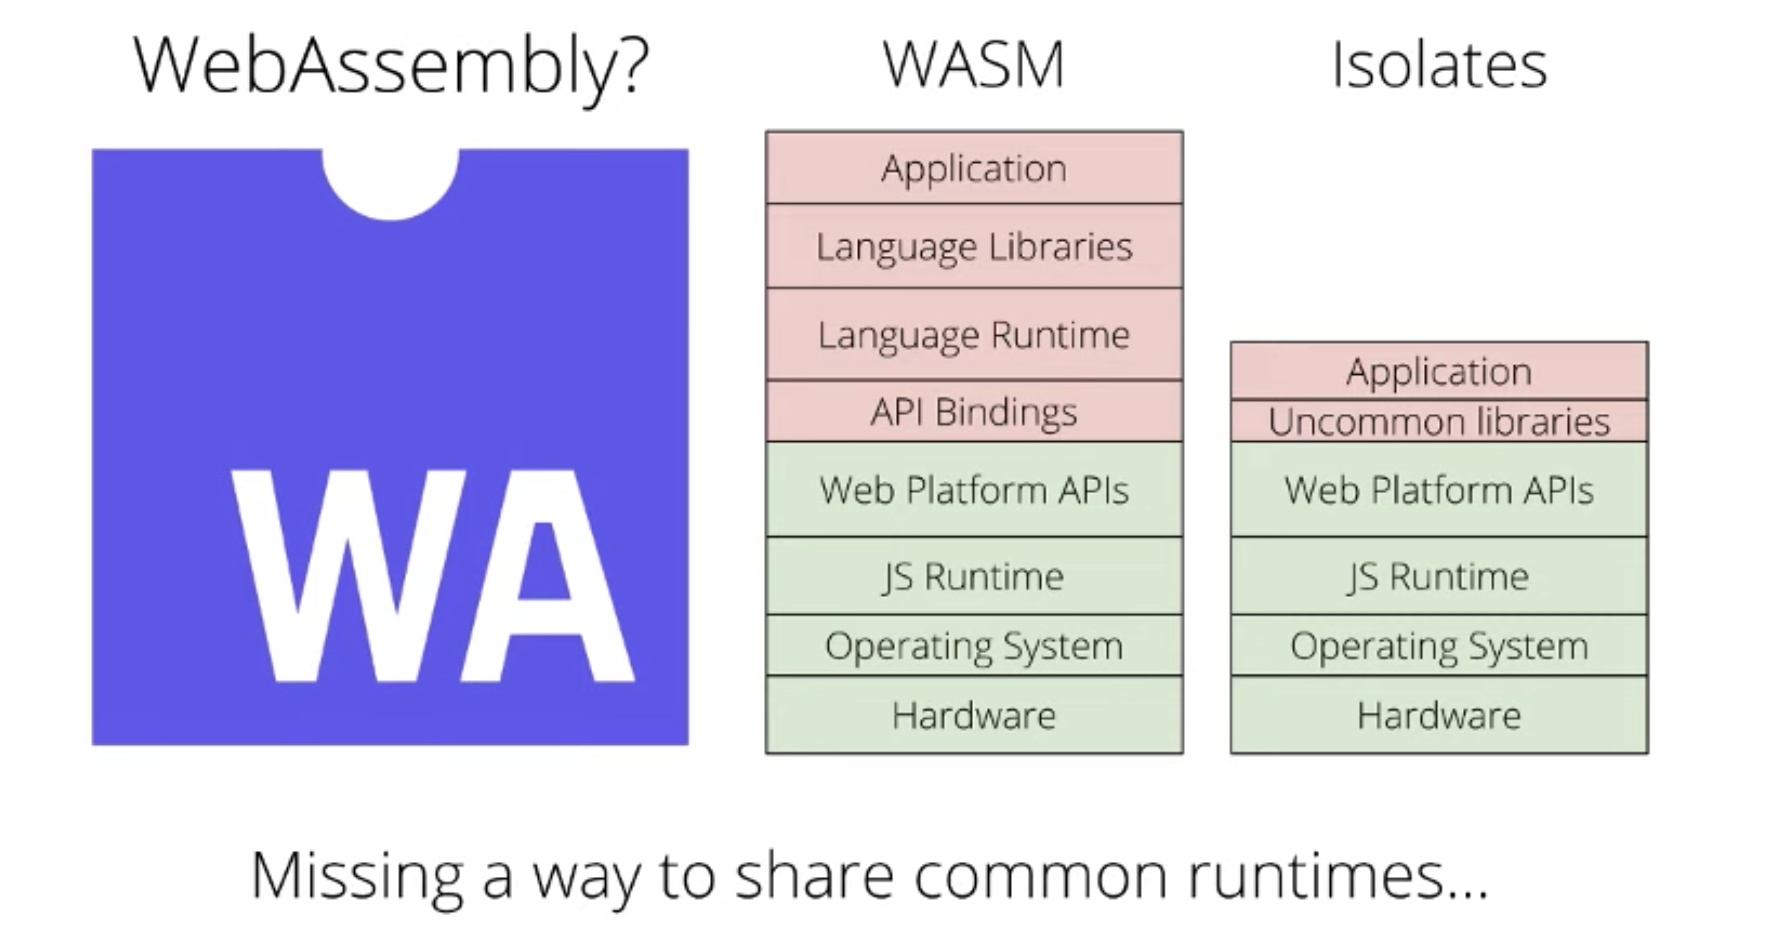 WebAssembly?
WA
WASM
Application
Language Libraries
Language Runtime
API Bindings
Web Platform APIs
JS Runtime
Operating System
Hardware
Isolates
Application
Uncommon libraries
Web Platform APIs
JS Runtime
Operating System
Hardware
Missing a way to share common runtimes...